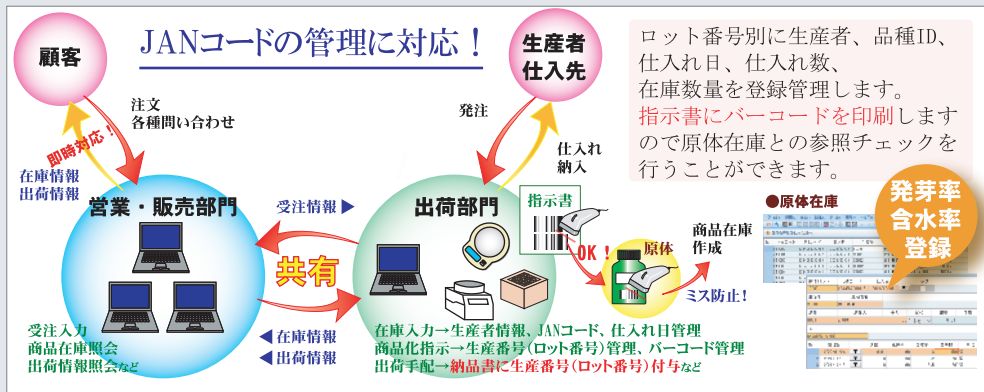 JANコードの管理に対応！
顧客
生産者
仕入先
注文
各種問い合わせ
即時対応！
在庫情報
出荷情報
発注
仕入れ
納入
ロット番号別に生産者、品種ID、
仕入れ日、仕入れ数、
在庫数量を登録管理します。
指示書にバーコードを印刷します
ので原体在庫との参照チェックを
行うことができます。
営業・販売部門
受注情報▶
共有
◀在庫情報
◀出荷情報
受注入力
商品在庫照会
出荷情報照会など
出荷部門
指示書
OK！
原体
商品在庫
作成
ミス防止！
在庫入力→生産者情報、JANコード、仕入れ日管理
商品化指示→生産番号(ロット番号)管理、バーコード管理
出荷手配→納品書に生産番号(ロット番号)付与など
●原体在庫
発芽率
含水率
登録